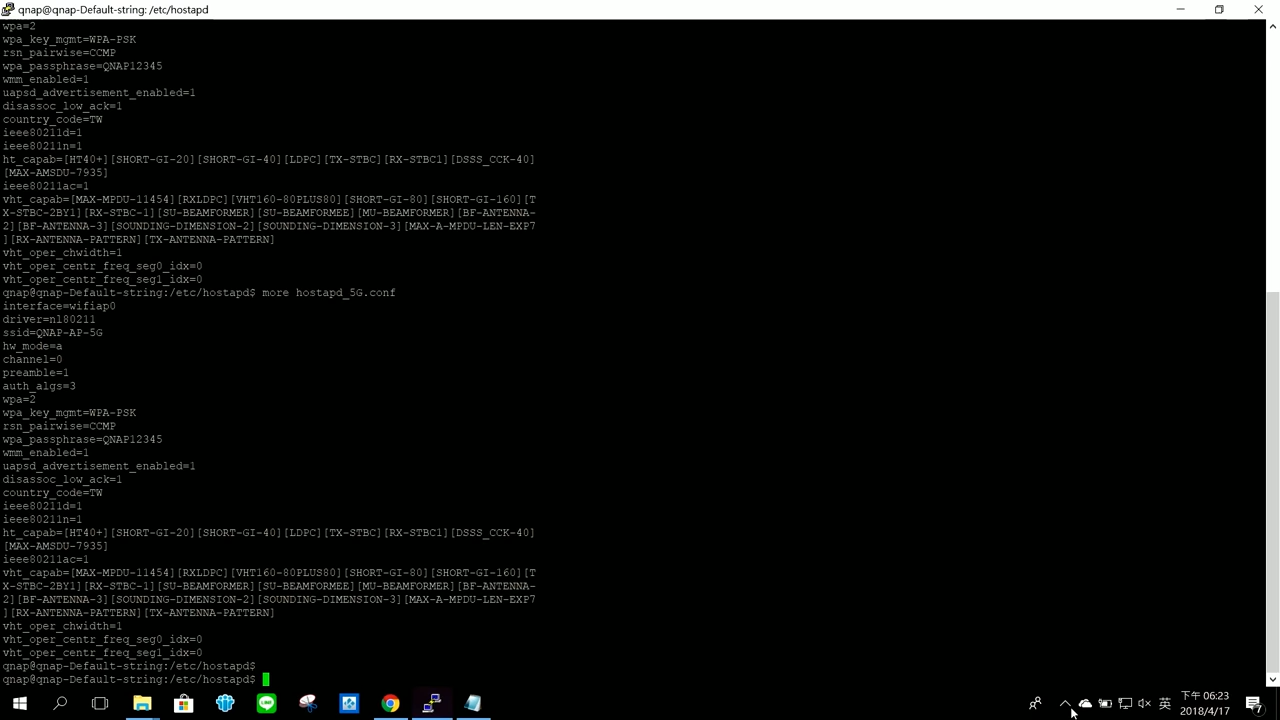 qnap@qnap-Default-string: /etc/hostapd
wpa=2
wpa_key_mgmt=WPA-PSK
rsn_pairwise=CCMP
wpa_passphrase=QNAP12345
wmm_enabled=1
uapsd_advertisement_enabled=1
disassoc_low_ack=1
country_code=TW
ieee80211d=1
ieee80211n=1
ht_capab=[HT40+][SHORT-GI-20][SHORT-GI-40][LDPC][TX-STBC][RX-STBC1][DSSS_CCK-40]
[MAX-AMSDU-7935]
ieee80211ac=1
vht_capab=[MAX-MPDU-11454][RXLDPC][VHT160-80PLUS80][SHORT-GI-80][SHORT-GI-160][T
X-STBC-2BY1][RX-STBC-1][SU-BEAMFORMER][SU-BEAMFORMEE][MU-BEAMFORMER][BF-ANTENNA-
2][BF-ANTENNA-3][SOUNDING-DIMENSION-2][SOUNDING-DIMENSION-3][MAX-A-MPDU-LEN-EXP7
][RX-ANTENNA-PATTERN][TX-ANTENNA-PATTERN]
vht_oper_chwidth=1
vht_oper_centr_freq_seg0_idx=0
vht_oper_centr_freq_seg1_idx=0
qnap@qnap-Default-string:/etc/hostapd$ more hostapd_5G.conf
interface=wifiap0
driver=nl80211
ssid=QNAP-AP-5G
hw_mode=a
channel=0
preamble=1
auth_algs=3
wpa=2
wpa_key_mgmt=WPA-PSK
rsn_pairwise=CCMP
wpa_passphrase=QNAP12345
wmm_enabled=1
uapsd_advertisement_enabled=1
disassoc_low_ack=1
country_code=TW
ieee80211d=1
ieee80211n=1
ht_capab=[HT40+][SHORT-GI-20][SHORT-GI-40][LDPC][TX-STBC][RX-STBC1][DSSS_CCK-40]
[MAX-AMSDU-7935]
ieee80211ac=1
vht_capab=[MAX-MPDU-11454][RXLDPC][VHT160-80PLUS80][SHORT-GI-80][SHORT-GI-160][T
X-STBC-2BY1][RX-STBC-1][SU-BEAMFORMER][SU-BEAMFORMEE][MU-BEAMFORMER][BF-ANTENNA-
2][BF-ANTENNA-3][SOUNDING-DIMENSION-2][SOUNDING-DIMENSION-3][MAX-A-MPDU-LEN-EXP7
][RX-ANTENNA-PATTERN][TX-ANTENNA-PATTERN]
vht_oper_chwidth=1
vht_oper_centr_freq_seg0_idx=0
vht_oper_centr_freq_seg1_idx=0
qnap@qnap-Default-string:/etc/hostapd$
qnap@qnap-Default-string:/etc/hostapd$
LINE
英
下午 06:23
2018/4/17
7